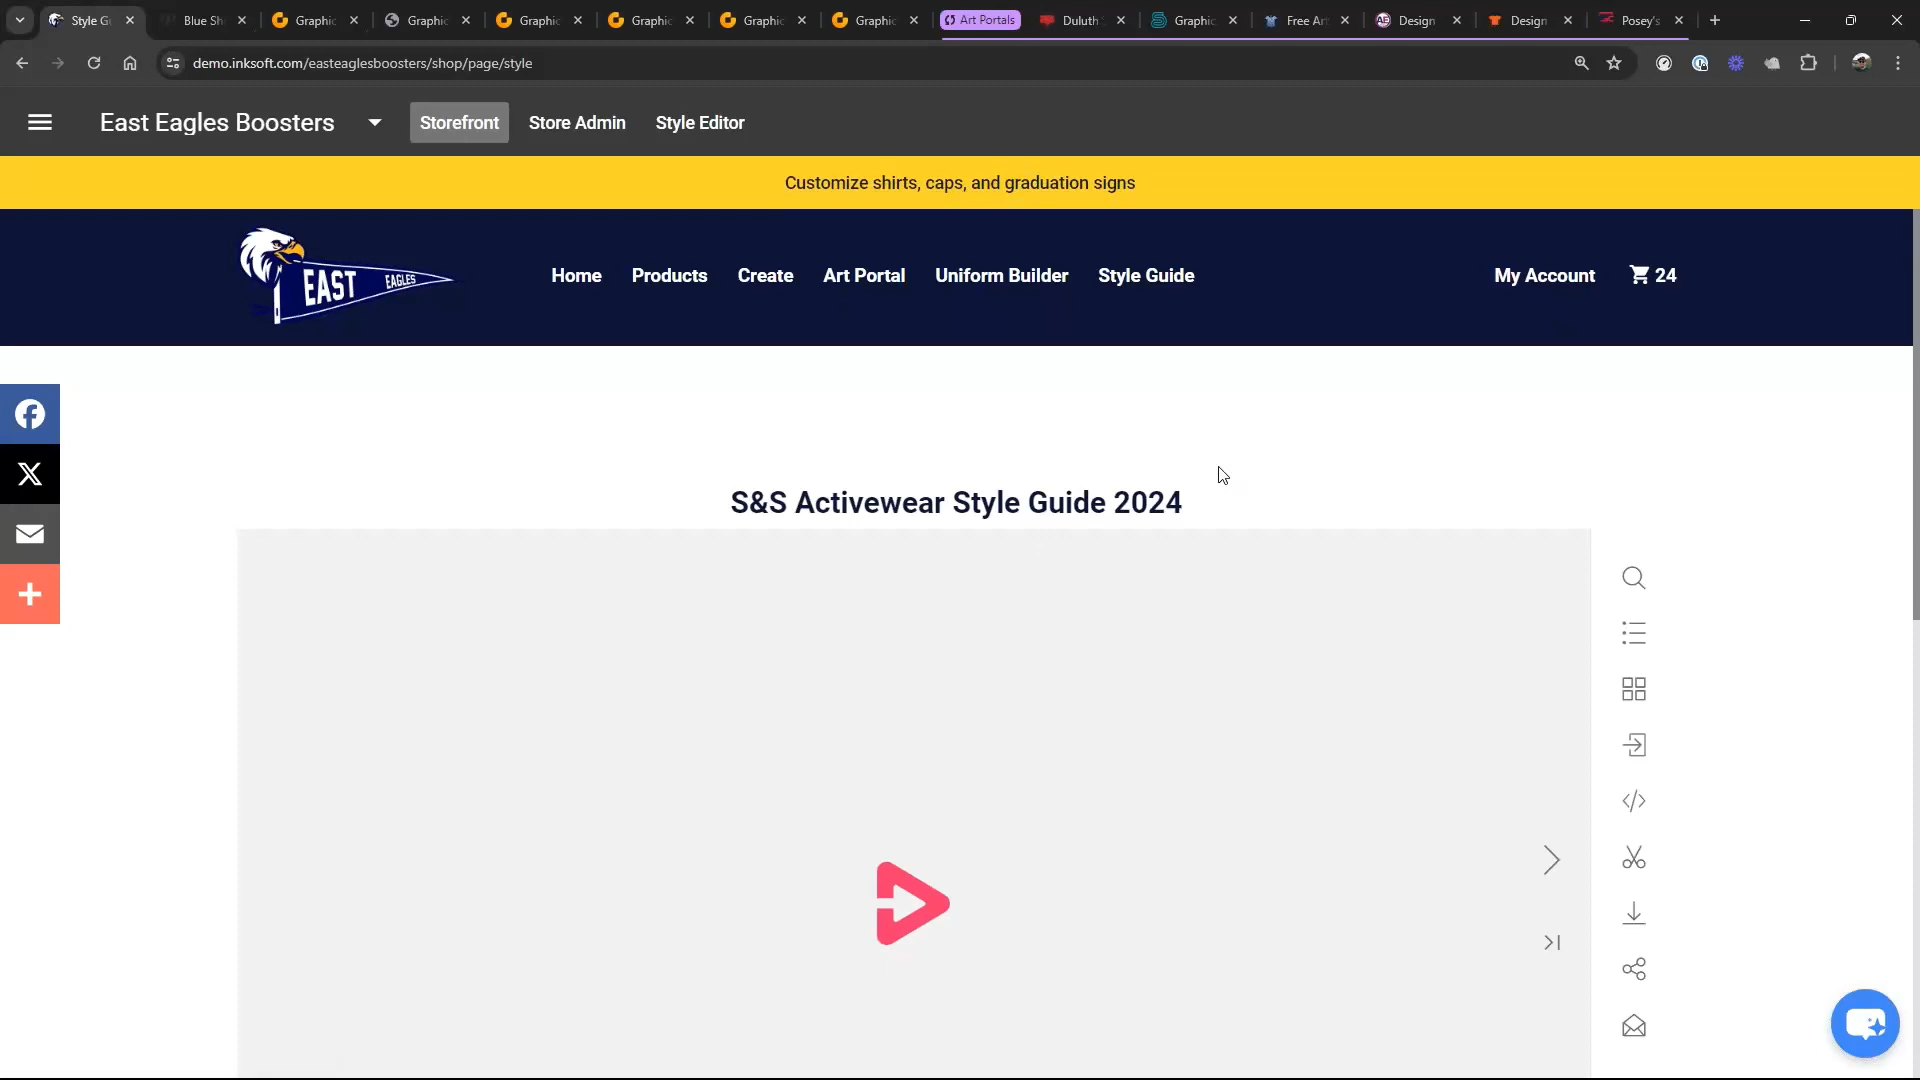 Style G
Blue Sh
Graphic
Graphic
Graphic
Graphic
Graphic
Graphic
Art Portals
Duluth
Graphic
Free Ar
Design
Design
Posey's
demo.inksoft.com/easteaglesboosters/shop/page/style
East Eagles Boosters
Storefront
Store Admin
Style Editor
Customize shirts, caps, and graduation signs
EAST
EAGLES
Home
Products
Create
Art Portal
Uniform Builder
Style Guide
My Account
24
S&S Activewear Style Guide 2024